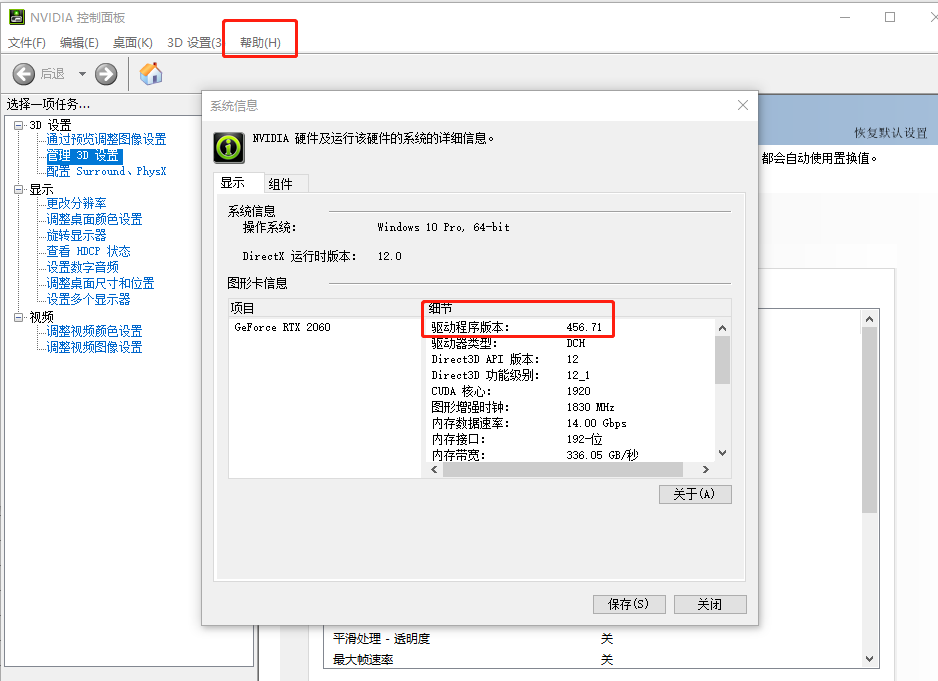 NVIDIA 控制面板
文件(F) 编辑(E) 桌面(K) 3D 设置(3 帮助(H)
后退
选择一项任务...
3D 设置
通过预览调整图像设置
管理 3D 设置
配置 Surround、PhysX
显示
更改分辨率
调整桌面颜色设置
旋转显示器
查看 HDCP 状态
设置数字音频
调整桌面尺寸和位置
设置多个显示器
视频
调整视频颜色设置
调整视频图像设置
恢复默认设置
都会自动使用置换值。
系统信息
NVIDIA 硬件及运行该硬件的系统的详细信息。
显示 组件
系统信息
操作系统: Windows 10 Pro, 64-bit
DirectX 运行时版本: 12.0
图形卡信息
项目 细节
GeForce RTX 2060
驱动程序版本: 456.71
驱动器类型: DCH
Direct3D API 版本: 12
Direct3D 功能级别: 12_1
CUDA 核心: 1920
图形增强时钟: 1830 MHz
内存数据速率: 14.00 Gbps
内存接口: 192-位
内存带宽: 336.05 GB/秒
关于(A)
保存(S) 关闭
平滑处理 - 透明度 关
最大帧速率 关